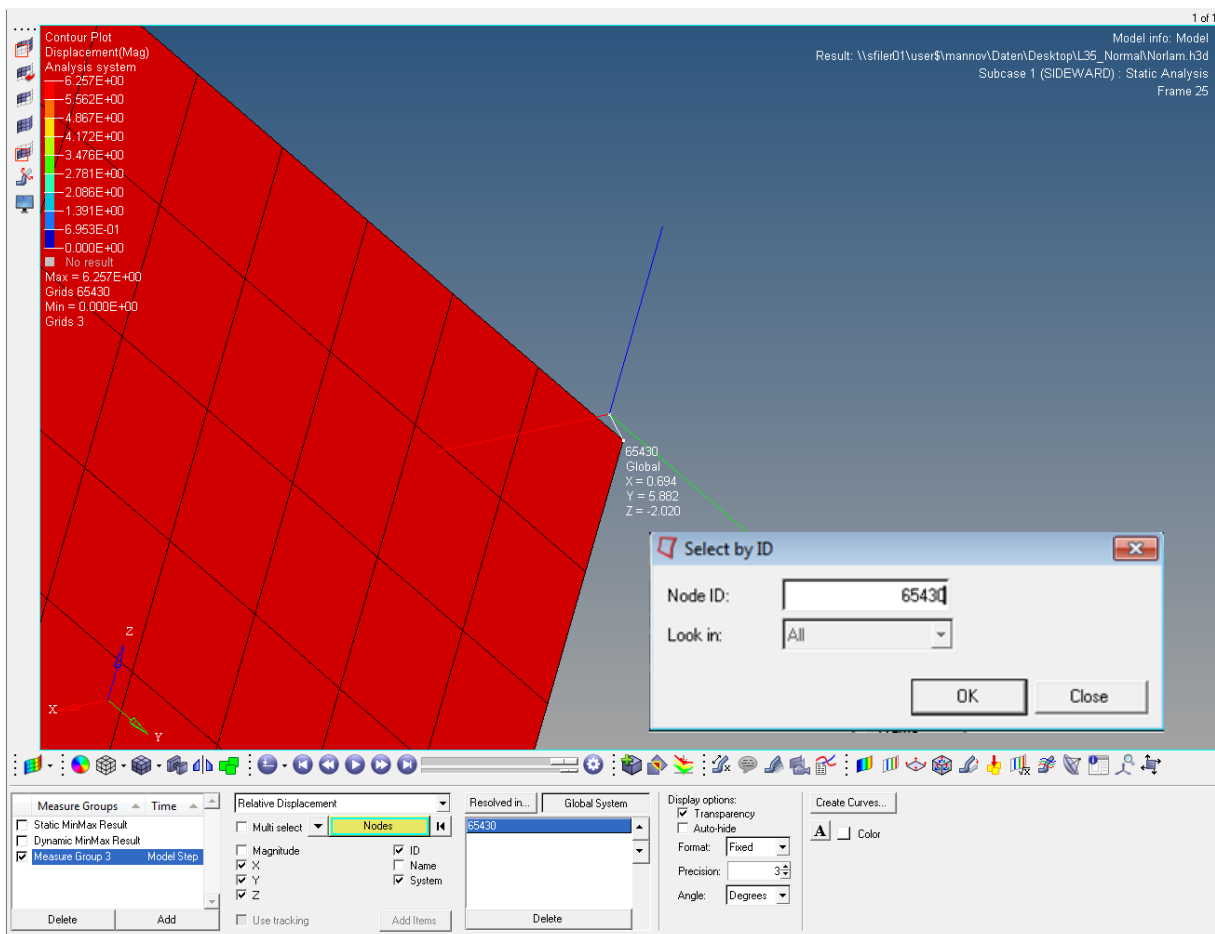 1 of 1
Contour Plot
Displacement(Mag)
Analysis system
6.257E+00
5.562E+00
4.867E+00
4.172E+00
3.476E+00
2.781E+00
2.086E+00
1.391E+00
6.953E-01
0.000E+00
No result
Max = 6.257E+00
Grids 65430
Min = 0.000E+00
Grids 3
Model info: Model
Result: \\sfiler01\user$\mannov\Daten\Desktop\L35_Normal\Norlam.h3d
Subcase 1 (SIDEWARD) : Static Analysis
Frame 25
65430
Global
X = 0.694
Y = 5.882
Z = -2.020
Select by ID
Node ID: 65430
Look in: All
OK Close
Z
X
Y
Measure Groups Time
Static MinMax Result
Dynamic MinMax Result
Measure Group 3 Model Step
Delete Add
Relative Displacement
Multi select Nodes
Magnitude ID
X Name
Y System
Z
Use tracking Add Items
Resolved in... Global System
65430
Delete
Display options:
Transparency
Auto-hide
Format: Fixed
Precision: 3
Angle: Degrees
Create Curves...
A Color